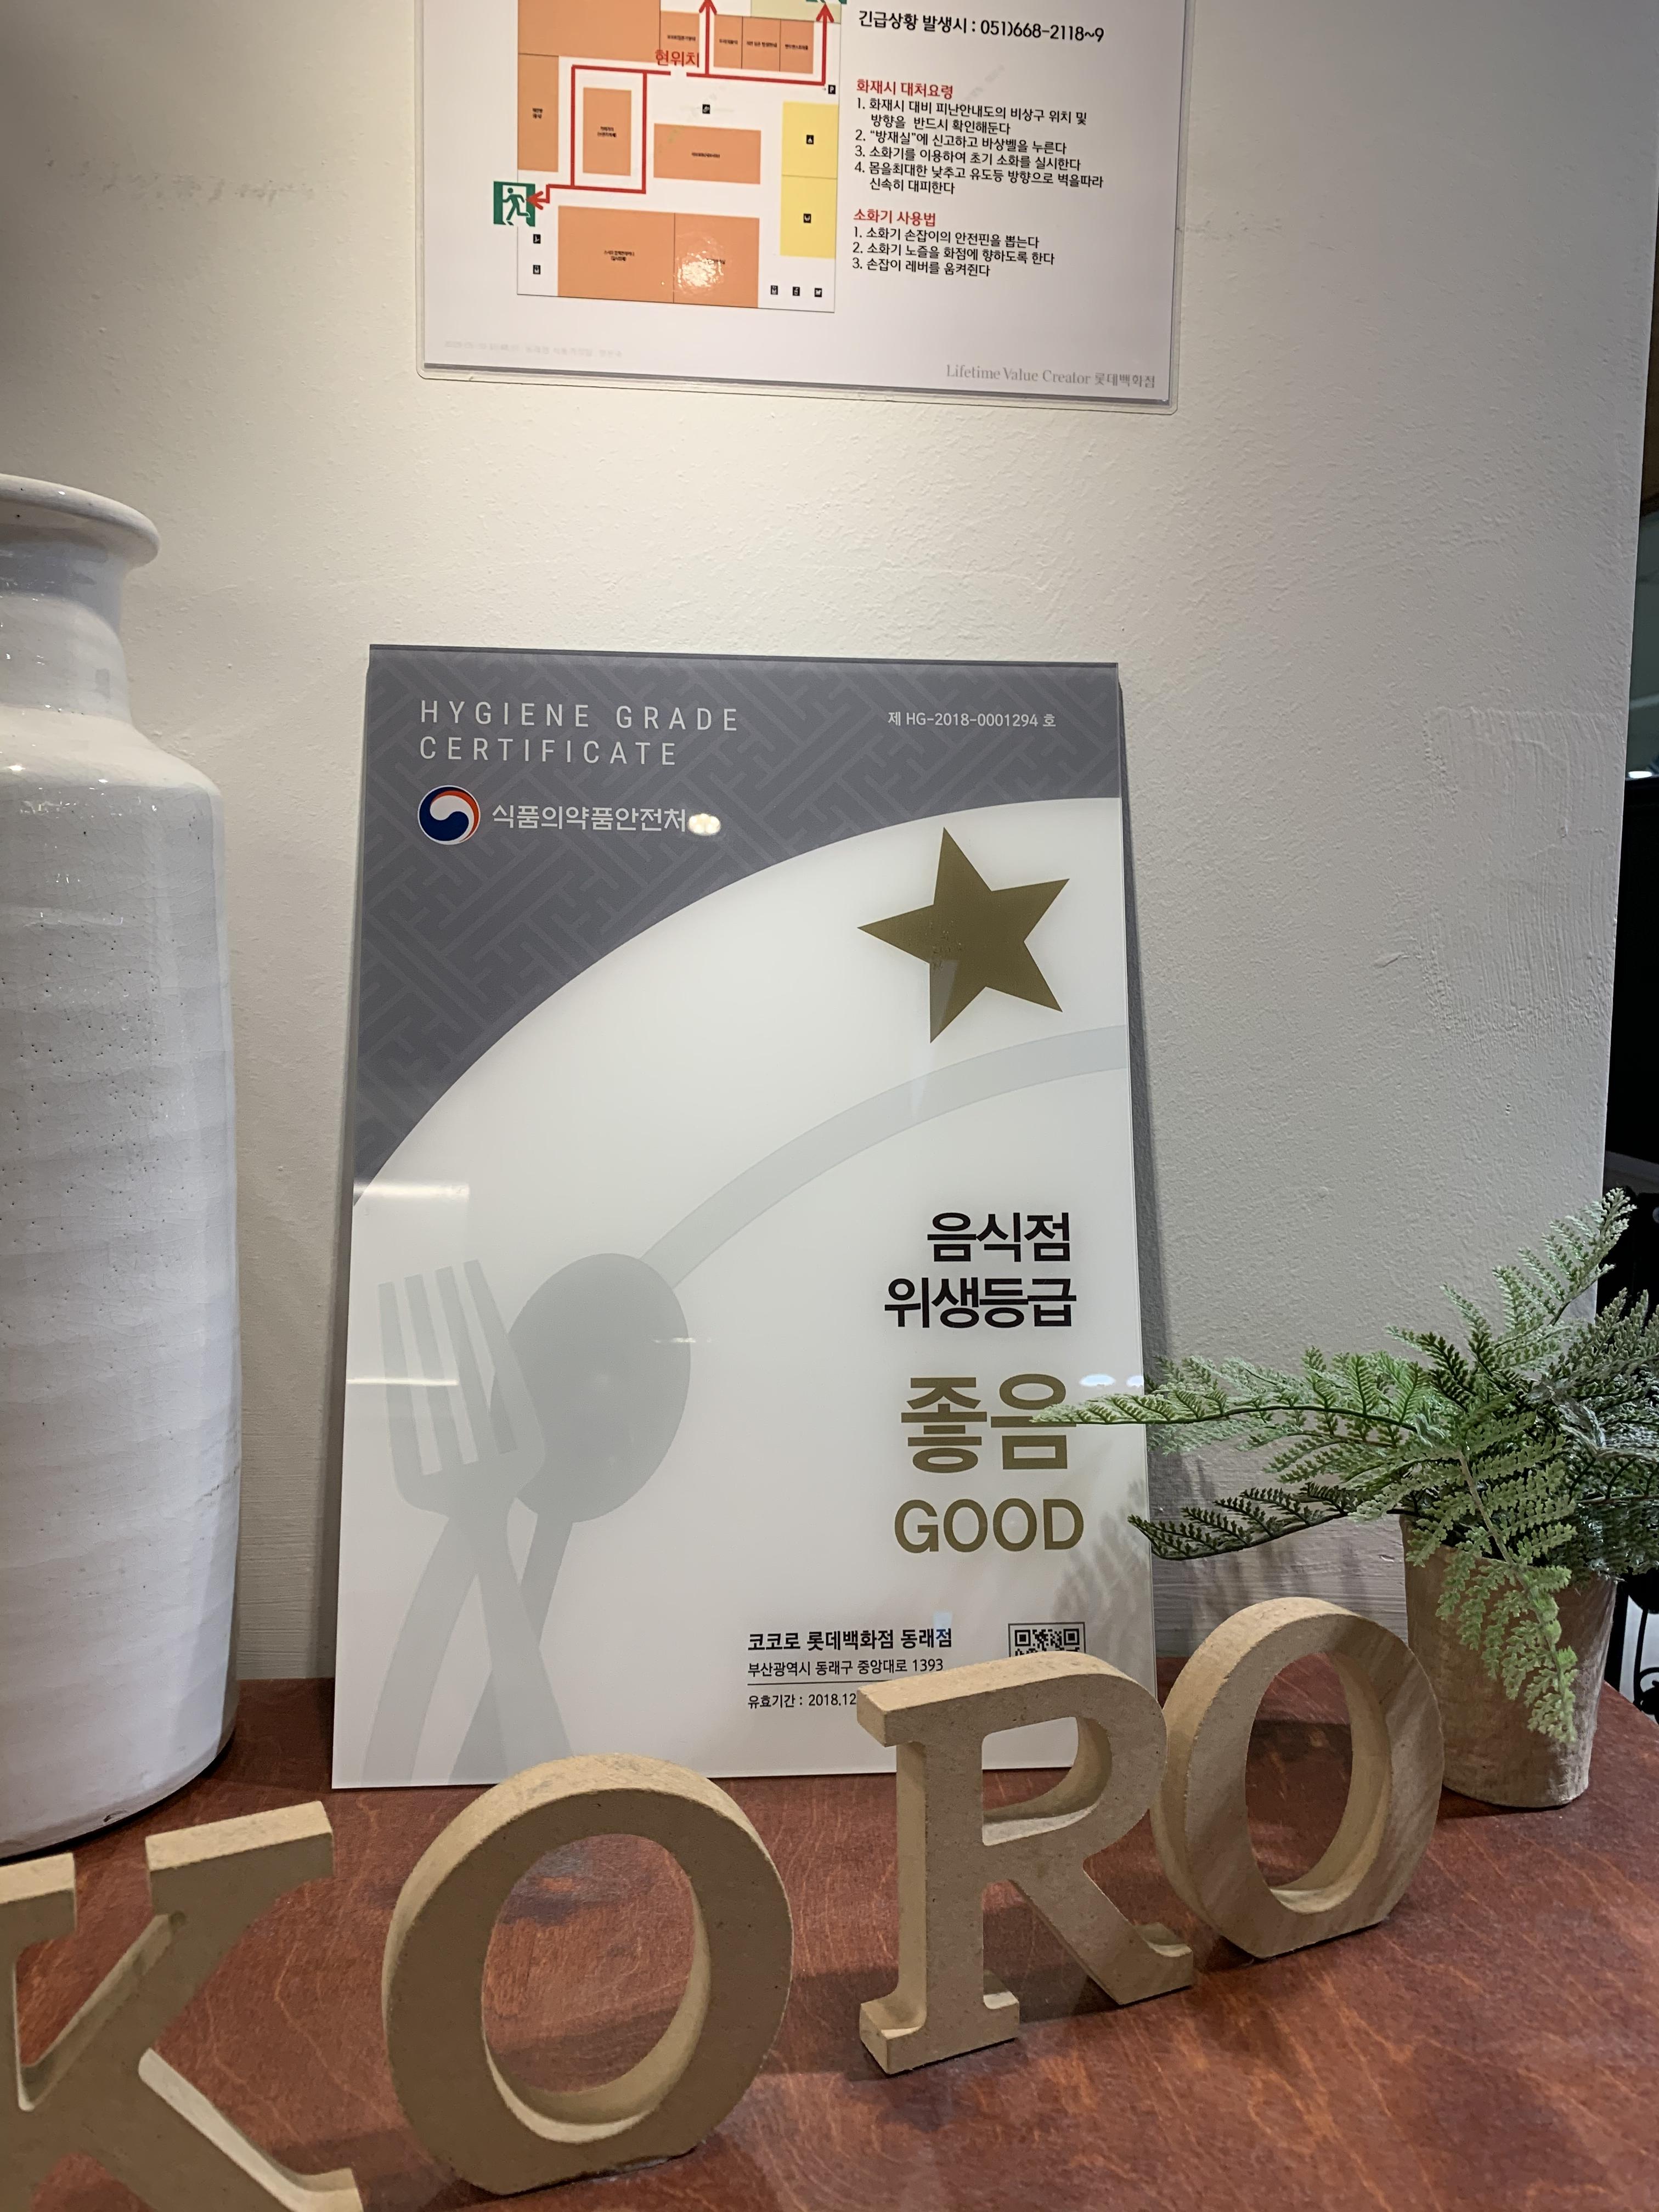 긴급상황 발생시 : 051)668-2118~9
현위치
화재시 대처요령
1. 화재시 대비 피난안내도의 비상구 위치 및
방향을 반드시 확인해둔다
2. "방재실"에 신고하고 바상벨을 누른다
3. 소화기를 이용하여 초기 소화를 실시한다
4. 몸을최대한 낮추고 유도등 방향으로 벽을따라
신속히 대피한다
소화기 사용법
1. 소화기 손잡이의 안전핀을 뽑는다
2. 소화기 노즐을 화점에 향하도록 한다
3. 손잡이 레버를 움켜쥔다
Lifetime Value Creator 롯데백화점
HYGIENE GRADE
CERTIFICATE
제 HG-2018-0001294 호
식품의약품안전처
음식점
위생등급
좋음
GOOD
코코로 롯데백화점 동래점
부산광역시 동래구 중앙대로 1393
유효기간 : 2018.12
KORO